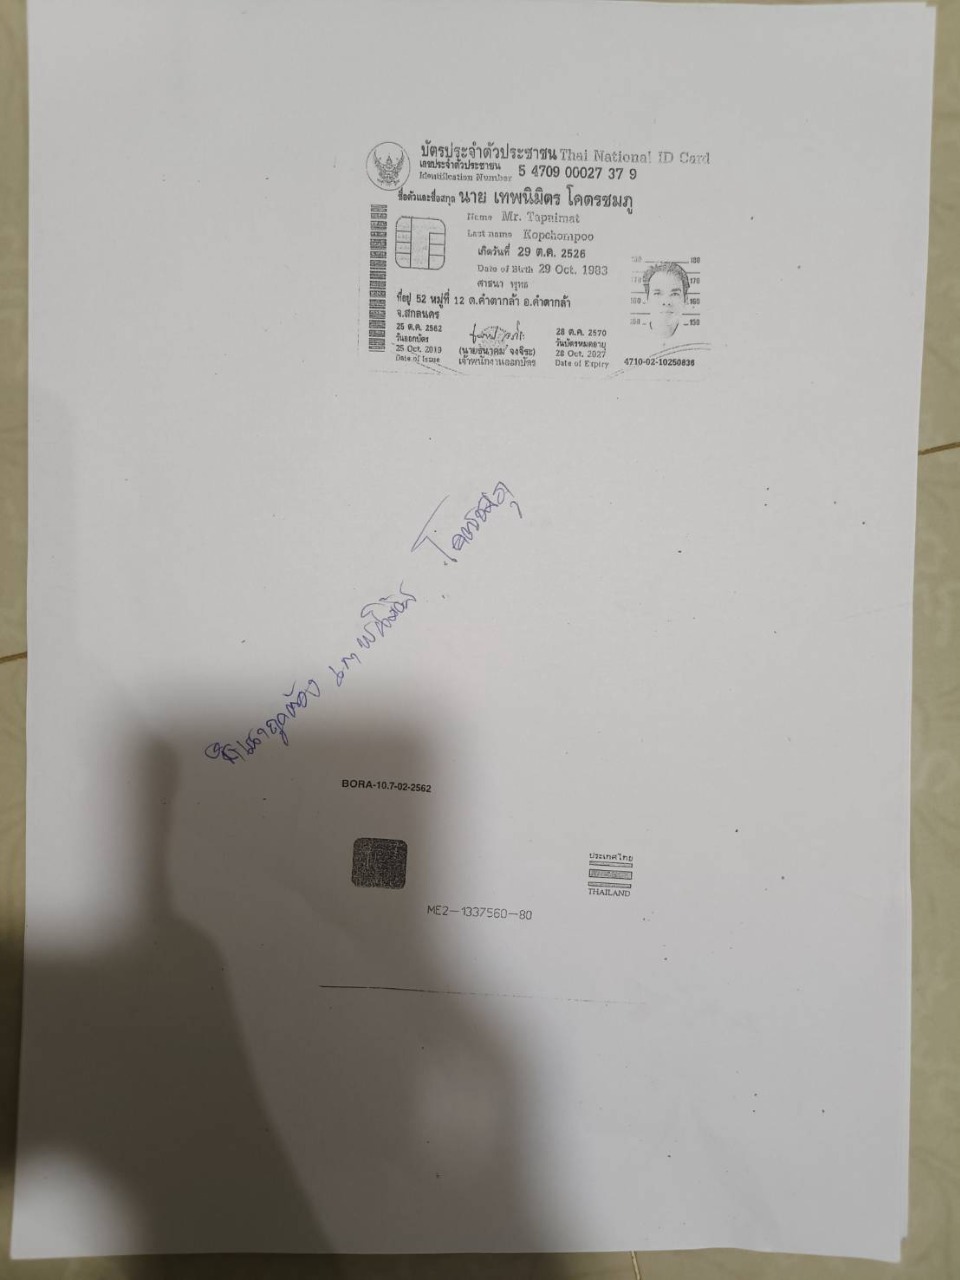 บัตรประจำตัวประชาชน Thai National ID Card
เลขประจำตัวประชาชน
Identification Number 5 4709 00027 37 9
ชื่อตัวและชื่อสกุล นาย เทพนิมิตร โคตรชมภู
Name Mr. Tapnimat
Last name Kopchompoo
เกิดวันที่ 29 ต.ค. 2526
Date of Birth 29 Oct. 1983
ศาสนา พุทธ
ที่อยู่ 52 หมู่ที่ 12 ต.คำตากล้า อ.คำตากล้า
จ.สกลนคร
25 ต.ค. 2562
วันออกบัตร
25 Oct. 2019
Date of Issue
(นายธนาคม จงจิระ)
เจ้าพนักงานออกบัตร
28 ต.ค. 2570
วันบัตรหมดอายุ
28 Oct. 2027
Date of Expiry
4710-02-10250836
สำเนาถูกต้อง
โคตรชมภู
BORA-10.7-02-2562
ประเทศไทย
THAILAND
ME2-1337560-80